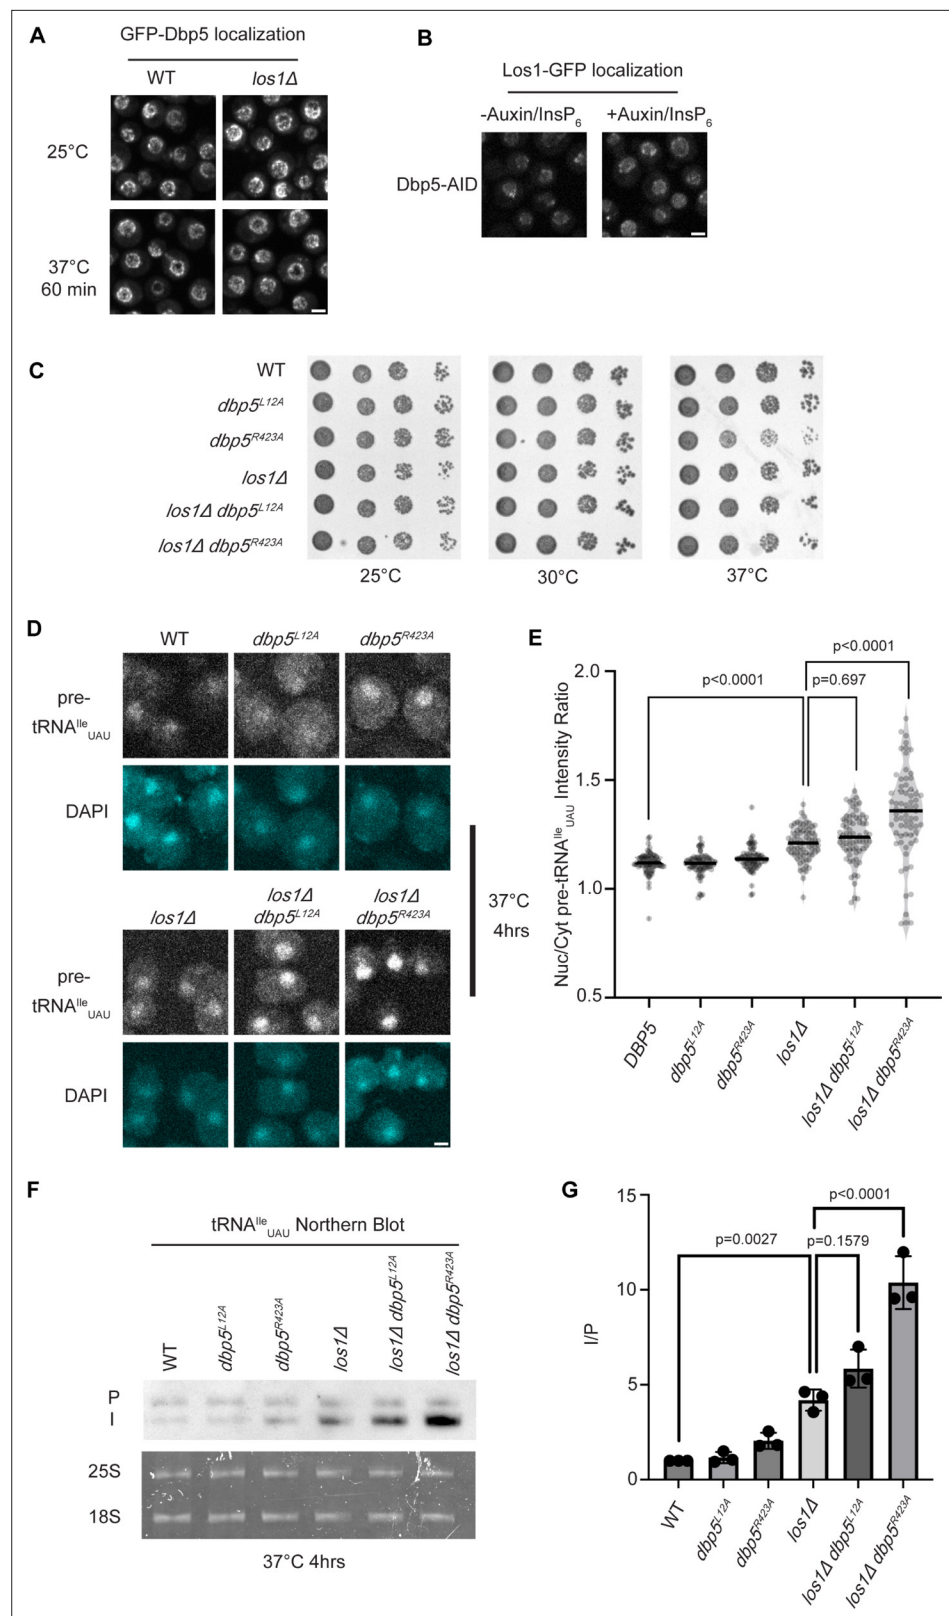 A
GFP-Dbp5 localization
WT
los1Δ
25°C
37°C
60 min
B
Los1-GFP localization
-Auxin/InsP6
+Auxin/InsP6
Dbp5-AID
C
WT
dbp5L12A
dbp5R423A
los1Δ
los1Δ dbp5L12A
los1Δ dbp5R423A
25°C
30°C
37°C
D
WT
dbp5L12A
dbp5R423A
pre-
tRNAIleUAU
DAPI
los1Δ
los1Δ
dbp5L12A
los1Δ
dbp5R423A
pre-
tRNAIleUAU
DAPI
37°C
4hrs
E
Nuc/Cyt pre-tRNAIleUAU Intensity Ratio
2.0
1.5
1.0
0.5
p<0.0001
p<0.0001
p=0.697
DBP5
dbp5L12A
dbp5R423A
los1Δ
los1Δ dbp5L12A
los1Δ dbp5R423A
F
tRNAIleUAU Northern Blot
WT
dbp5L12A
dbp5R423A
los1Δ
los1Δ dbp5L12A
los1Δ dbp5R423A
P
I
25S
18S
37°C 4hrs
G
I/P
15
10
5
0
p<0.0001
p=0.0027
p=0.1579
WT
dbp5L12A
dbp5R423A
los1Δ
los1Δ dbp5L12A
los1Δ dbp5R423A